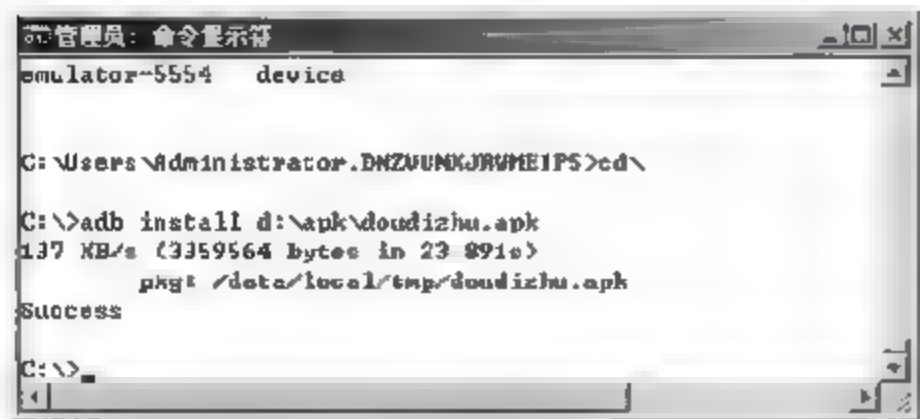 管理员: 命令提示符
emulator-5554   device
C:\Users\Administrator.DNZVUUMXJRVME1PS>cd\
C:\>adb install d:\apk\doudizhu.apk
137 KB/s (3359564 bytes in 23.891s)
        pkg: /data/local/tmp/doudizhu.apk
Success
C:\>